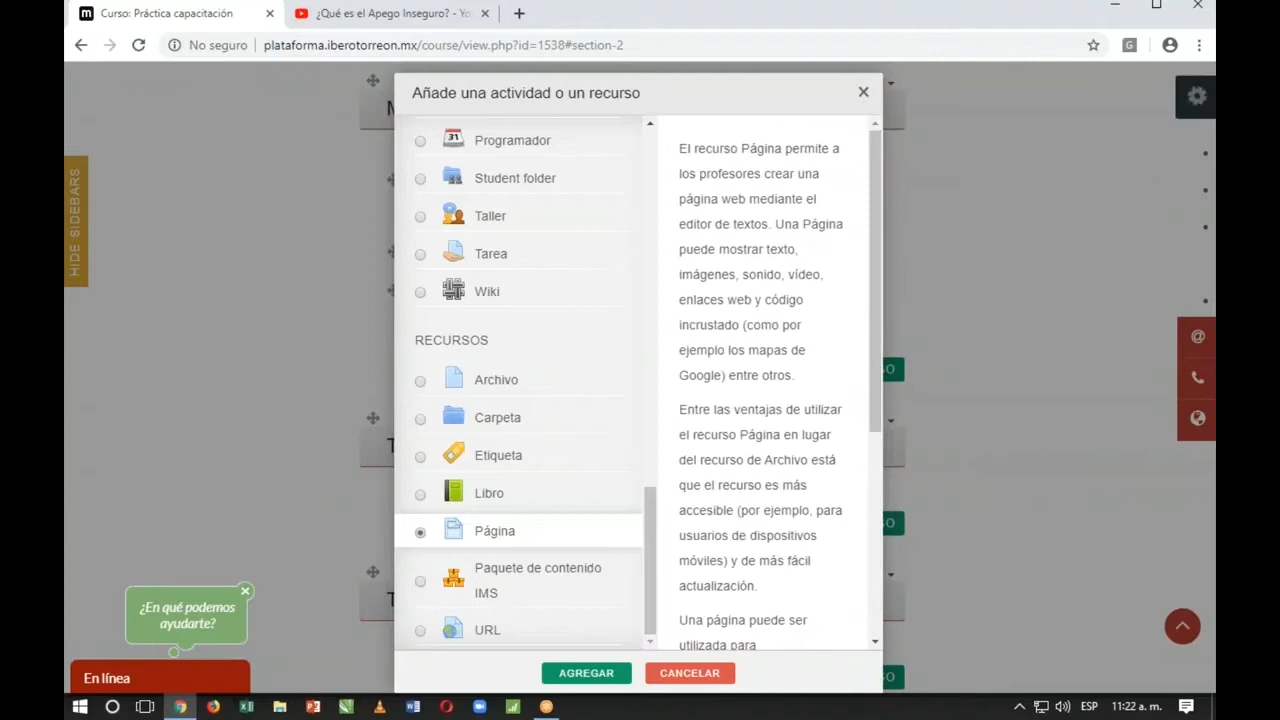 Curso: Práctica capacitación
¿Qué es el Apego Inseguro? - Yo
No seguro
plataforma.iberotorreon.mx/course/view.php?id=1538#section-2
Añade una actividad o un recurso
HIDE SIDEBARS
31
Programador
Student folder
Taller
Tarea
Wiki
RECURSOS
Archivo
Carpeta
Etiqueta
Libro
Página
Paquete de contenido
IMS
URL
El recurso Página permite a
los profesores crear una
página web mediante el
editor de textos. Una Página
puede mostrar texto,
imágenes, sonido, vídeo,
enlaces web y código
incrustado (como por
ejemplo los mapas de
Google) entre otros.
Entre las ventajas de utilizar
el recurso Página en lugar
del recurso de Archivo está
que el recurso es más
accesible (por ejemplo, para
usuarios de dispositivos
móviles) y de más fácil
actualización.
Una página puede ser
utilizada para
AGREGAR
CANCELAR
¿En qué podemos
ayudarte?
En línea
ESP
11:22 a. m.